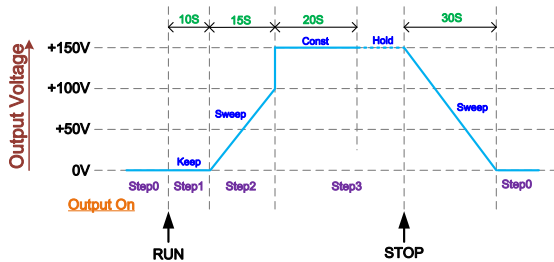 10S 15S 20S 30S
Output Voltage
+150V
Const Hold
+100V
Sweep
Sweep
+50V
Keep
0V
Step0 Step1 Step2 Step3 Step0
Output On
RUN STOP